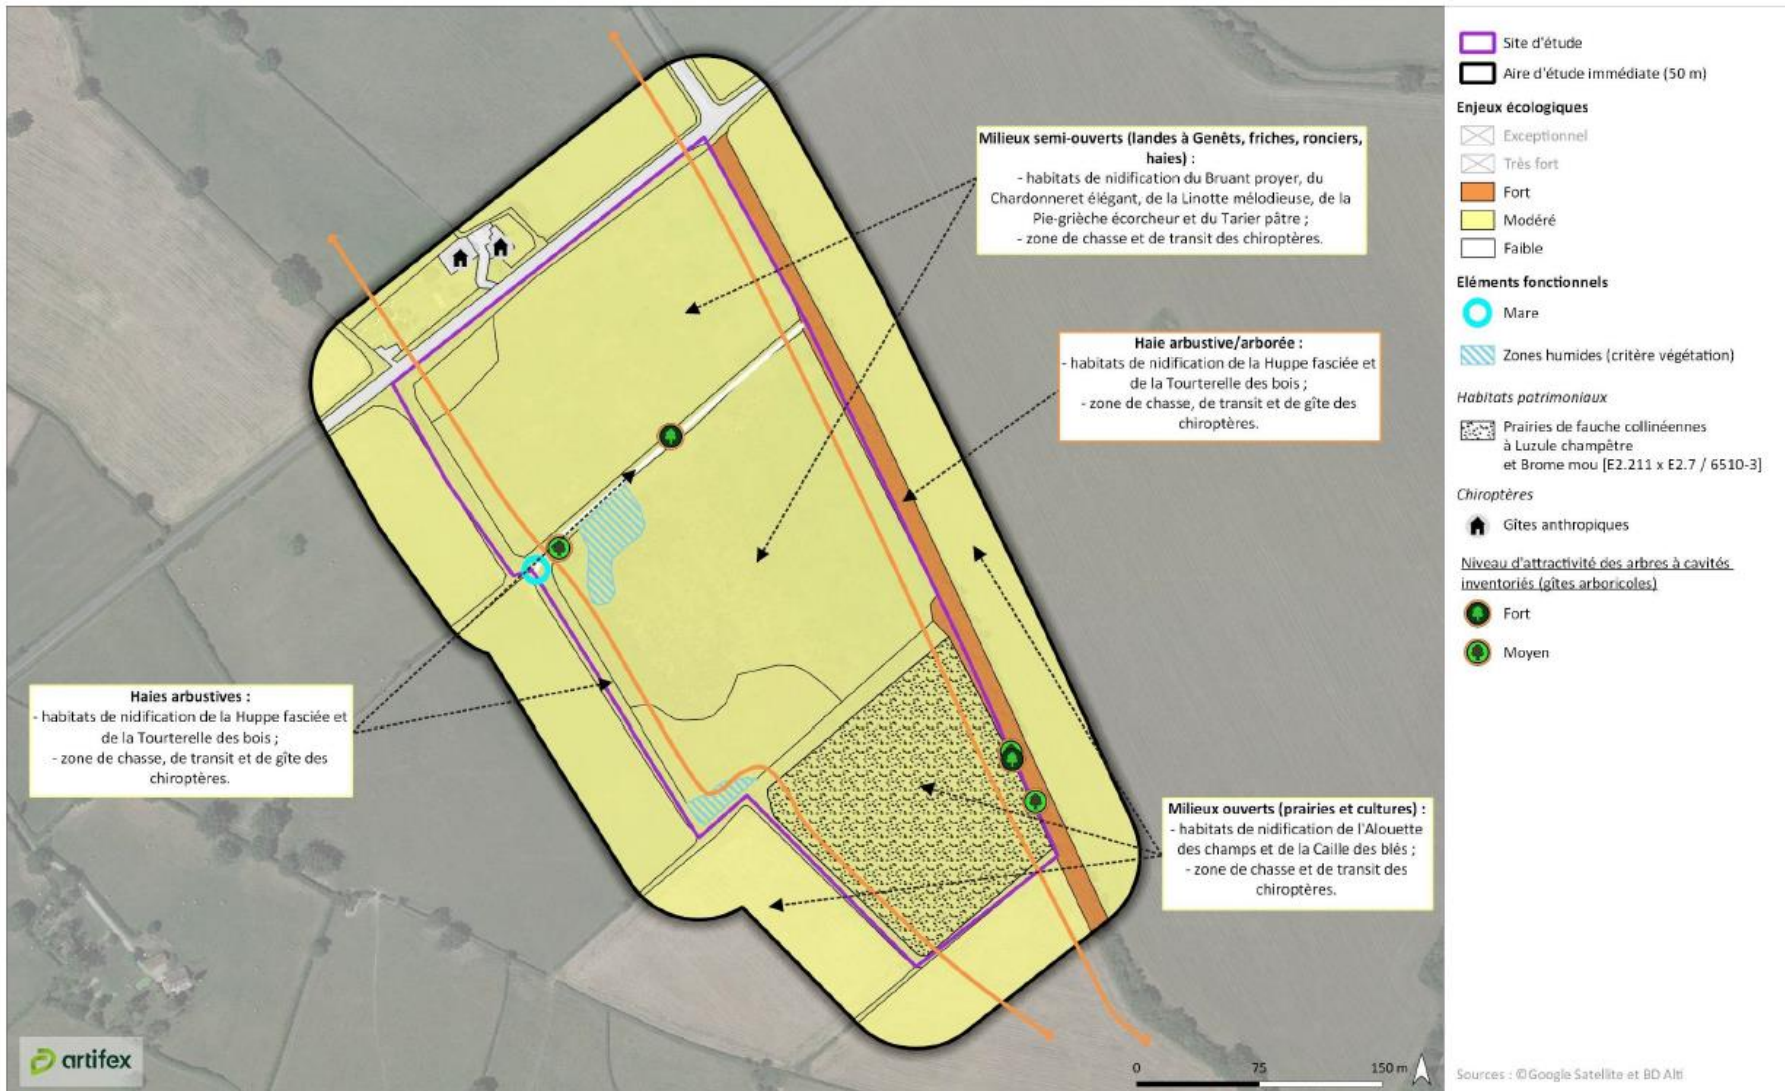 Milieux semi-ouverts (landes à Genêts, friches, ronciers,
haies) :
- habitats de nidification du Bruant proyer, du
Chardonneret élégant, de la Linotte mélodieuse, de la
Pie-grièche écorcheur et du Tarier pâtre ;
- zone de chasse et de transit des chiroptères.
Haie arbustive/arborée :
- habitats de nidification de la Huppe fasciée et
de la Tourterelle des bois ;
- zone de chasse, de transit et de gîte des
chiroptères.
Haies arbustives :
- habitats de nidification de la Huppe fasciée et
de la Tourterelle des bois ;
- zone de chasse, de transit et de gîte des
chiroptères.
Milieux ouverts (prairies et cultures) :
- habitats de nidification de l'Alouette
des champs et de la Caille des blés ;
- zone de chasse et de transit des
chiroptères.
artifex
0 75 150 m
Site d'étude
Aire d'étude immédiate (50 m)
Enjeux écologiques
Exceptionnel
Très fort
Fort
Modéré
Faible
Eléments fonctionnels
Mare
Zones humides (critère végétation)
Habitats patrimoniaux
Prairies de fauche collinéennes
à Luzule champêtre
et Brome mou [E2.211 x E2.7 / 6510-3]
Chiroptères
Gîtes anthropiques
Niveau d'attractivité des arbres à cavités
inventoriés (gîtes arboricoles)
Fort
Moyen
Sources : ©Google Satellite et BD Alti